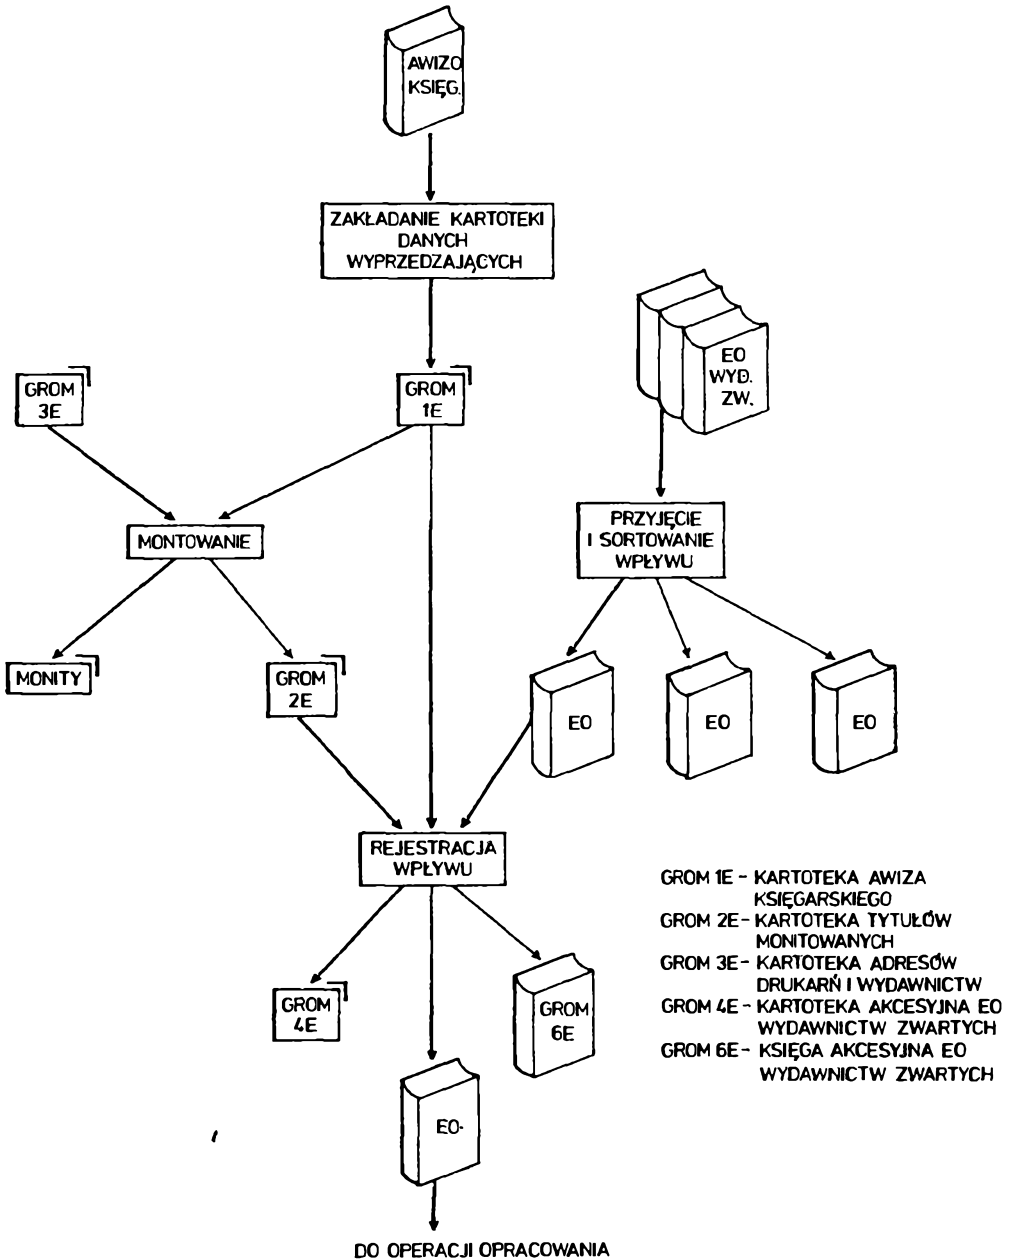 AWIZO
KSIĘG.
ZAKŁADANIE KARTOTEKI
DANYCH
WYPRZEDZAJĄCYCH
EO
WYD.
ZW.
GROM
3E
GROM
1E
PRZYJĘCIE
I SORTOWANIE
WPŁYWU
MONTOWANIE
MONITY
GROM
2E
EO
EO
EO
REJESTRACJA
WPŁYWU
GROM 1E - KARTOTEKA AWIZA
KSIĘGARSKIEGO
GROM 2E - KARTOTEKA TYTUŁÓW
MONITOWANYCH
GROM 3E - KARTOTEKA ADRESÓW
DRUKARŃ I WYDAWNICTW
GROM 4E - KARTOTEKA AKCESYJNA EO
WYDAWNICTW ZWARTYCH
GROM 6E - KSIĘGA AKCESYJNA EO
WYDAWNICTW ZWARTYCH
GROM
4E
GROM
6E
EO
DO OPERACJI OPRACOWANIA